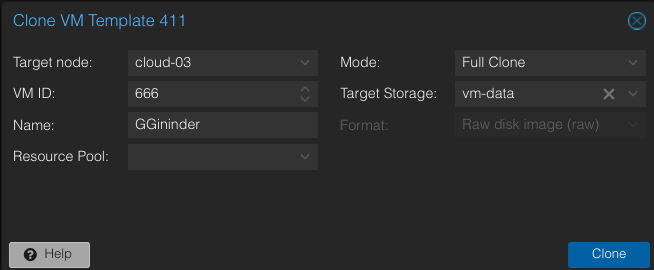 Clone VM Template 411
Target node: cloud-03 Mode: Full Clone
VM ID: 666 Target Storage: vm-data
Name: GGininder Format: Raw disk image (raw)
Resource Pool:
Help Clone